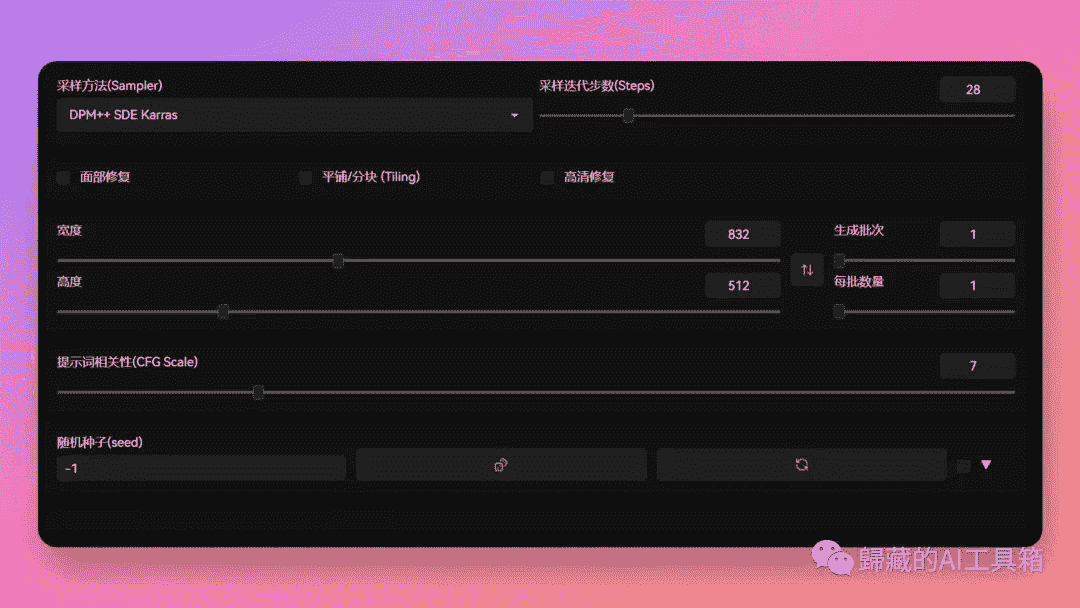 采样方法(Sampler)
采样迭代步数(Steps)
28
DPM++ SDE Karras
面部修复
平铺/分块 (Tiling)
高清修复
宽度
832
生成批次
1
高度
512
每批数量
1
提示词相关性(CFG Scale)
7
随机种子(seed)
-1
歸藏的AI工具箱